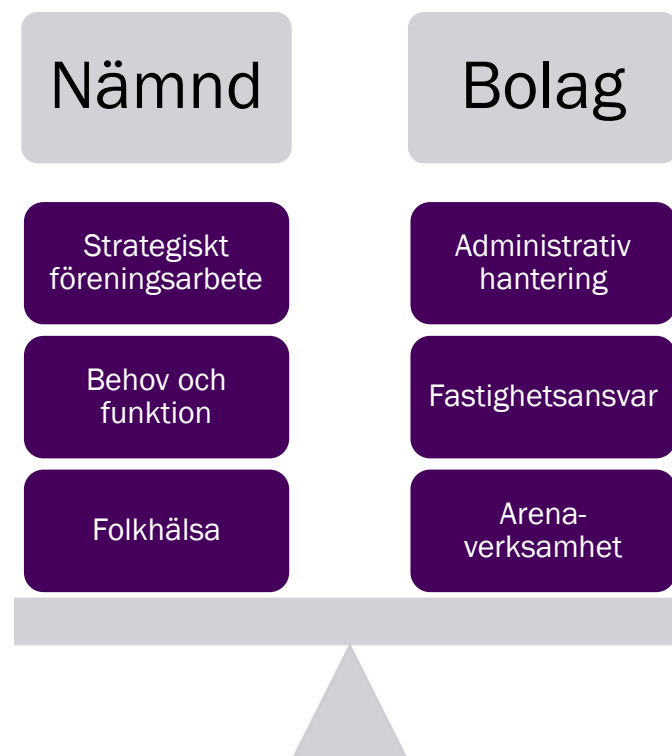 Nämnd
Bolag
Strategiskt
föreningsarbete
Administrativ
hantering
Behov och
funktion
Fastighetsansvar
Folkhälsa
Arena-
verksamhet